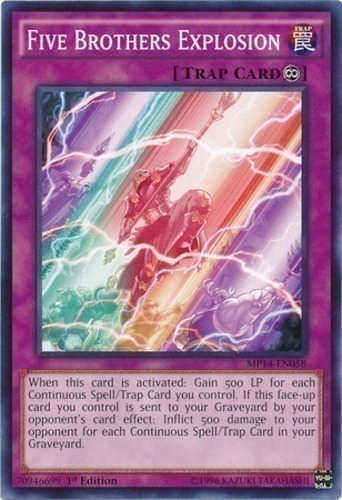 FIVE BROTHERS EXPLOSION
TRAP
罠
[TRAP CARD]
MP14-EN058
When this card is activated: Gain 500 LP for each
Continuous Spell/Trap Card you control. If this face-up
card you control is sent to your Graveyard by your
opponent's card effect: Inflict 500 damage to your
opponent for each Continuous Spell/Trap Card in your
Graveyard.
70946699 1st Edition ©1996 KAZUKI TAKAHASHI